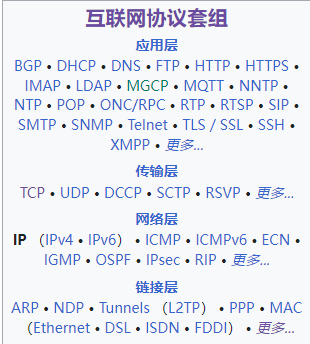 互联网协议套组
应用层
BGP • DHCP • DNS • FTP • HTTP • HTTPS •
IMAP • LDAP • MGCP • MQTT • NNTP •
NTP • POP • ONC/RPC • RTP • RTSP • SIP •
SMTP • SNMP • Telnet • TLS / SSL • SSH •
XMPP • 更多...
传输层
TCP • UDP • DCCP • SCTP • RSVP • 更多...
网络层
IP （IPv4 • IPv6） • ICMP • ICMPv6 • ECN •
IGMP • OSPF • IPsec • RIP • 更多...
链接层
ARP • NDP • Tunnels （L2TP） • PPP • MAC
（Ethernet • DSL • ISDN • FDDI） • 更多...